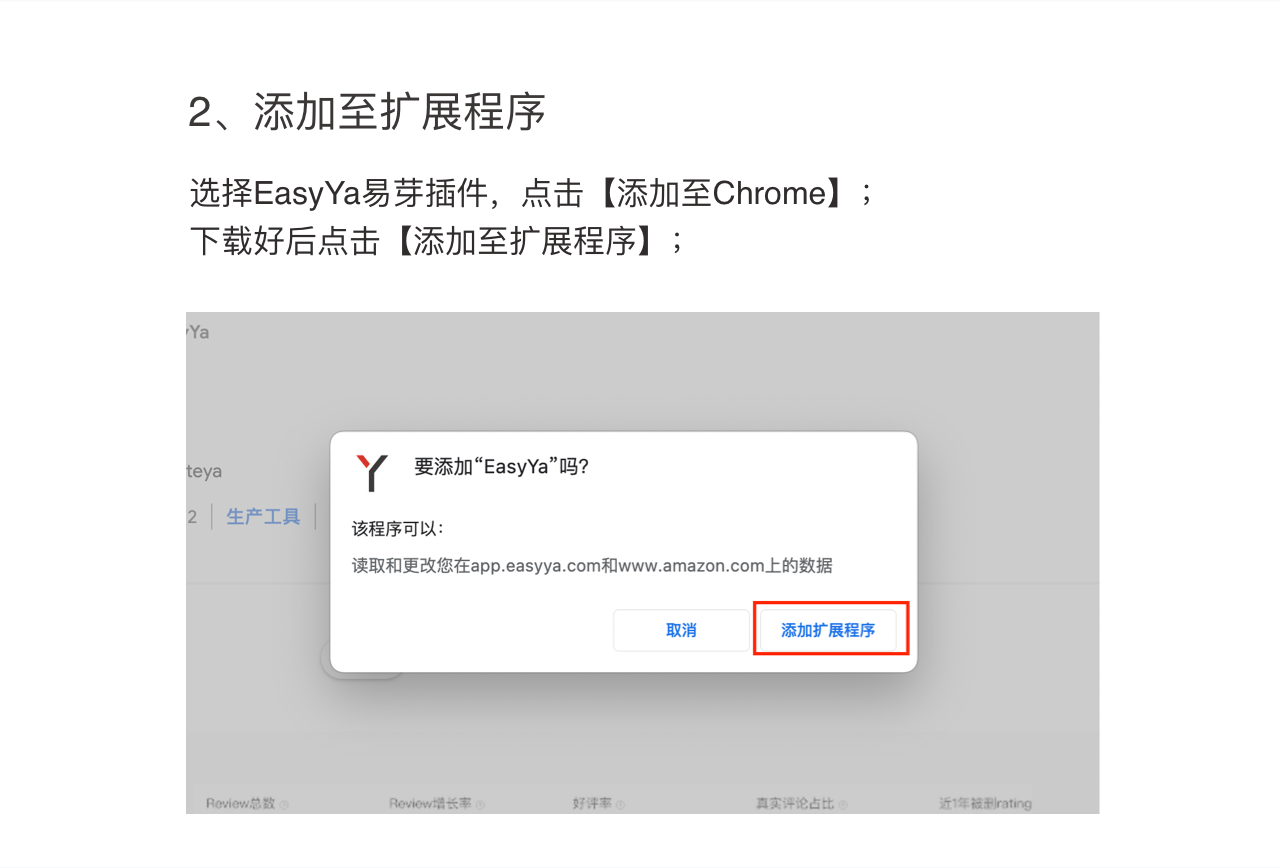 2、添加至扩展程序
选择EasyYa易芽插件，点击【添加至Chrome】；
下载好后点击【添加至扩展程序】；
Ya
teya
2
生产工具
要添加“EasyYa”吗?
该程序可以：
读取和更改您在app.easyya.com和www.amazon.com上的数据
取消
添加扩展程序
Review总数
Review增长率
好评率
真实评论占比
近1年被删rating